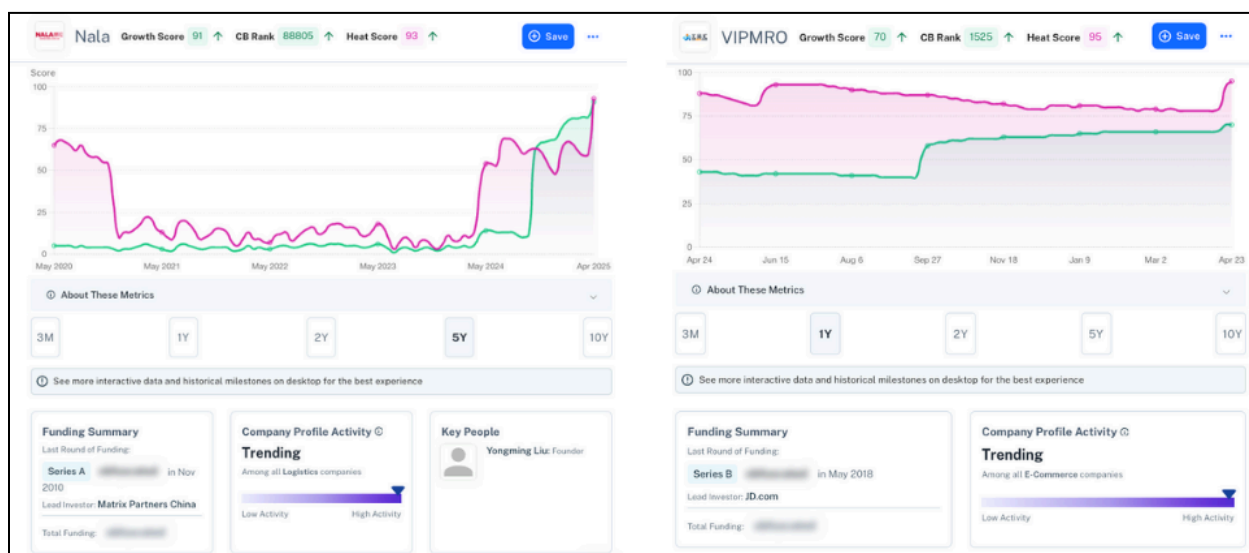 Nala Growth Score 91 ↑ CB Rank 88805 ↑ Heat Score 93 ↑ Save
Score
100
75
50
25
0
May 2020 May 2021 May 2022 May 2023 May 2024 Apr 2025
About These Metrics
3M 1Y 2Y 5Y 10Y
See more interactive data and historical milestones on desktop for the best experience
Funding Summary
Last Round of Funding:
Series A in Nov
2010
Lead Investor: Matrix Partners China
Total Funding:
Company Profile Activity
Trending
Among all Logistics companies
Low Activity High Activity
Key People
Yongming Liu: Founder
VIPMRO Growth Score 70 ↑ CB Rank 1525 ↑ Heat Score 95 ↑ Save
100
75
50
25
0
Apr 24 Jun 15 Aug 6 Sep 27 Nov 18 Jan 9 Mar 2 Apr 23
About These Metrics
3M 1Y 2Y 5Y 10Y
See more interactive data and historical milestones on desktop for the best experience
Funding Summary
Last Round of Funding:
Series B in May 2018
Lead Investor: JD.com
Total Funding:
Company Profile Activity
Trending
Among all E-Commerce companies
Low Activity High Activity